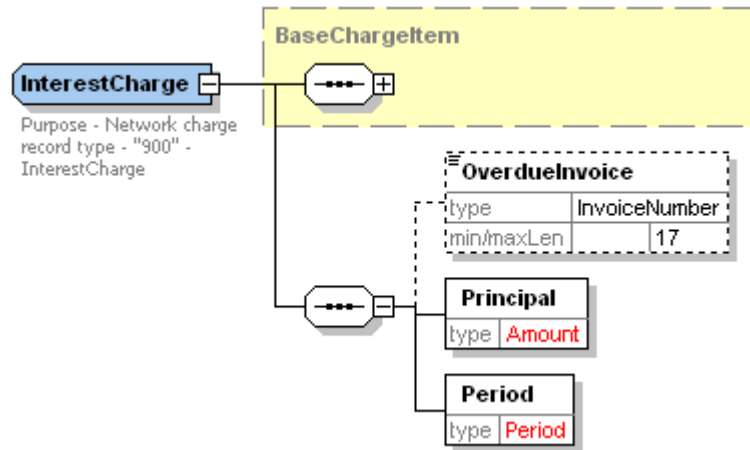 BaseChargeItem
InterestCharge
Purpose - Network charge
record type - "900" -
InterestCharge
OverdueInvoice
type InvoiceNumber
min/maxLen 17
Principal
type Amount
Period
type Period